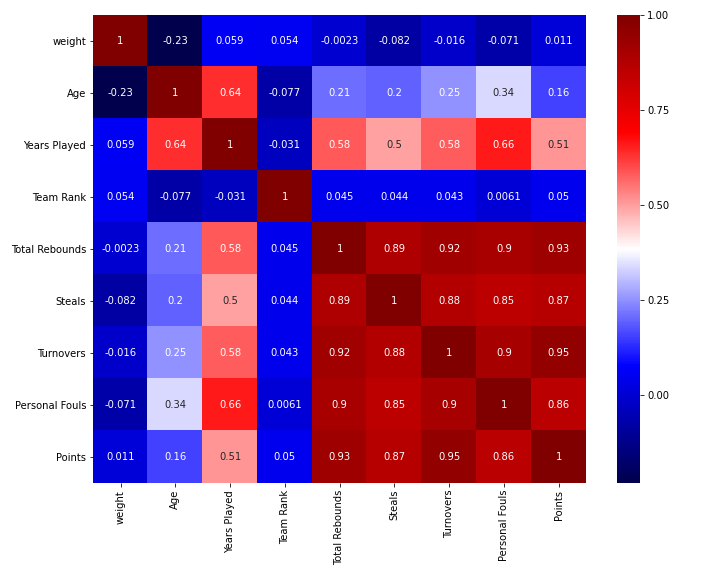 weight 1 -0.23 0.059 0.054 -0.0023 -0.082 -0.016 -0.071 0.011
Age -0.23 1 0.64 -0.077 0.21 0.2 0.25 0.34 0.16
Years Played 0.059 0.64 1 -0.031 0.58 0.5 0.58 0.66 0.51
Team Rank 0.054 -0.077 -0.031 1 0.045 0.044 0.043 0.0061 0.05
Total Rebounds -0.0023 0.21 0.58 0.045 1 0.89 0.92 0.9 0.93
Steals -0.082 0.2 0.5 0.044 0.89 1 0.88 0.85 0.87
Turnovers -0.016 0.25 0.58 0.043 0.92 0.88 1 0.9 0.95
Personal Fouls -0.071 0.34 0.66 0.0061 0.9 0.85 0.9 1 0.86
Points 0.011 0.16 0.51 0.05 0.93 0.87 0.95 0.86 1
weight
Age
Years Played
Team Rank
Total Rebounds
Steals
Turnovers
Personal Fouls
Points
1.00
0.75
0.50
0.25
0.00